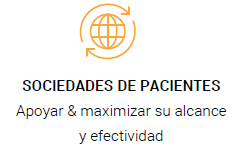 SOCIEDADES DE PACIENTES
Apoyar & maximizar su alcance
y efectividad